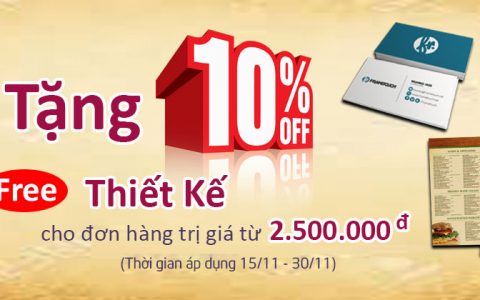 Tặng
10%
OFF
Free
Thiết Kế
cho đơn hàng trị giá từ 2.500.000 đ
(Thời gian áp dụng 15/11 - 30/11)